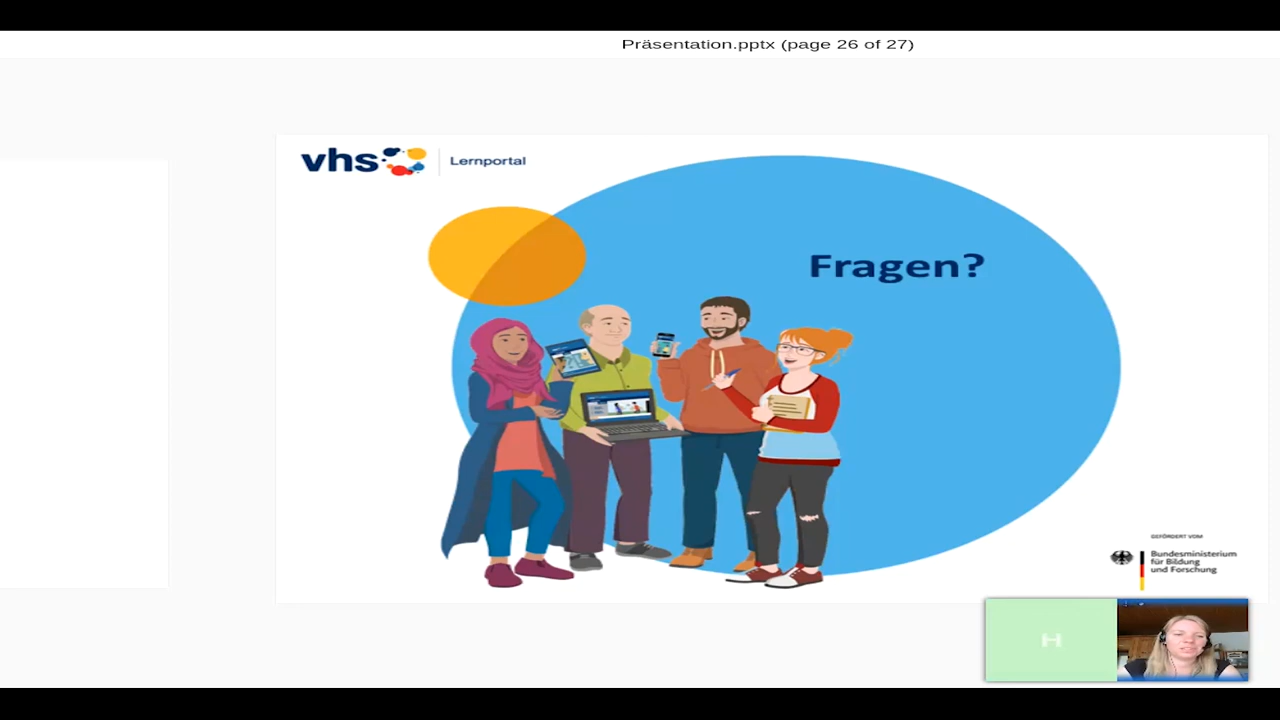 Präsentation.pptx (page 26 of 27)
vhs
Lernportal
Fragen?
GEFÖRDERT VOM
Bundesministerium
für Bildung
und Forschung
H